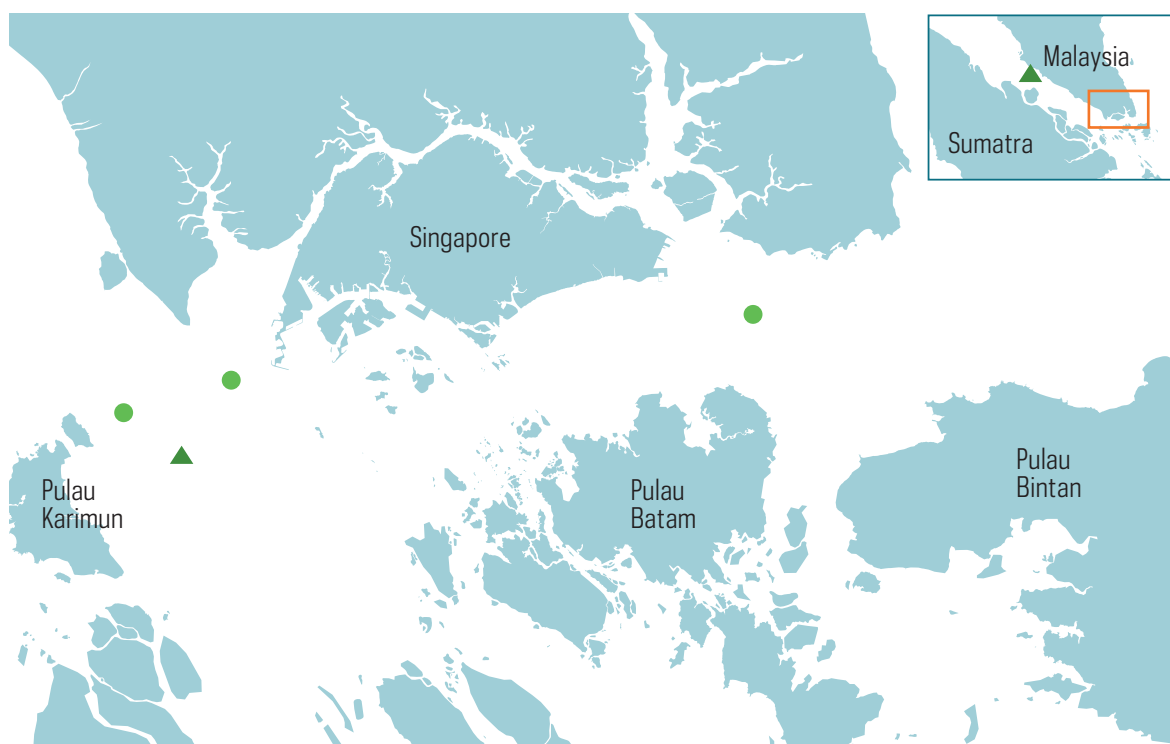 Malaysia
Sumatra
Singapore
Pulau
Karimun
Pulau
Batam
Pulau
Bintan